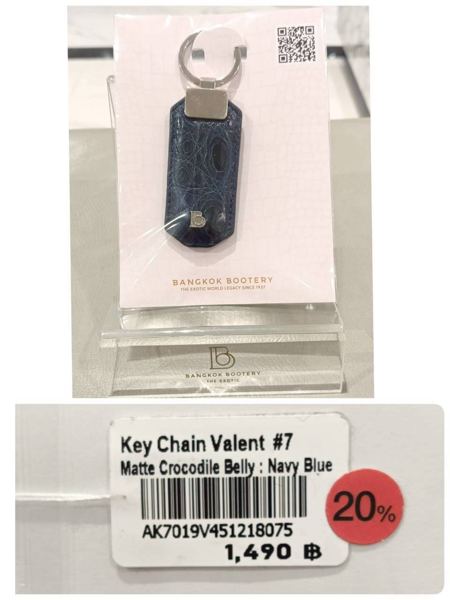 B
BANGKOK BOOTERY
THE EXOTIC WORLD LEGACY SINCE 1937
B
BANGKOK BOOTERY
THE EXOTIC
Key Chain Valent #7
Matte Crocodile Belly : Navy Blue
AK7019V451218075
1,490 ฿
20%